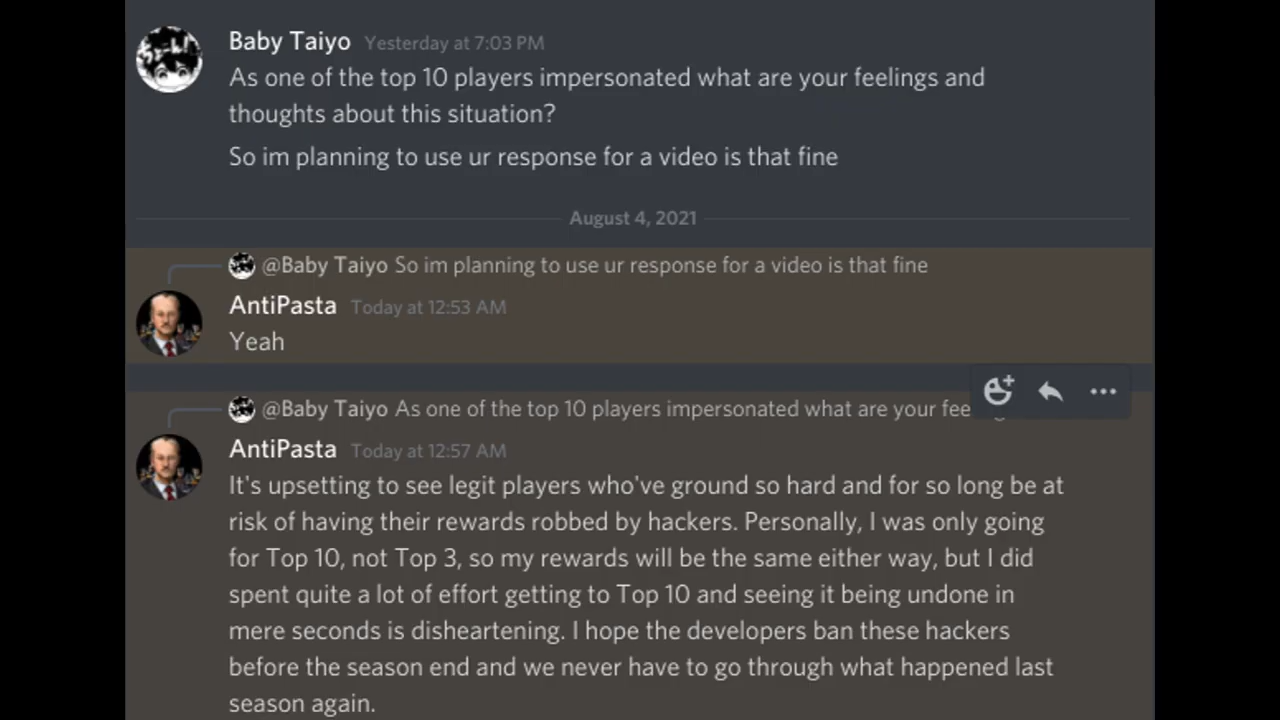 Baby Taiyo Yesterday at 7:03 PM
As one of the top 10 players impersonated what are your feelings and
thoughts about this situation?
So im planning to use ur response for a video is that fine
August 4, 2021
@Baby Taiyo So im planning to use ur response for a video is that fine
AntiPasta Today at 12:53 AM
Yeah
@Baby Taiyo As one of the top 10 players impersonated what are your
AntiPasta Today at 12:57 AM
It's upsetting to see legit players who've ground so hard and for so long be at
risk of having their rewards robbed by hackers. Personally, I was only going
for Top 10, not Top 3, so my rewards will be the same either way, but I did
spent quite a lot of effort getting to Top 10 and seeing it being undone in
mere seconds is disheartening. I hope the developers ban these hackers
before the season end and we never have to go through what happened last
season again.